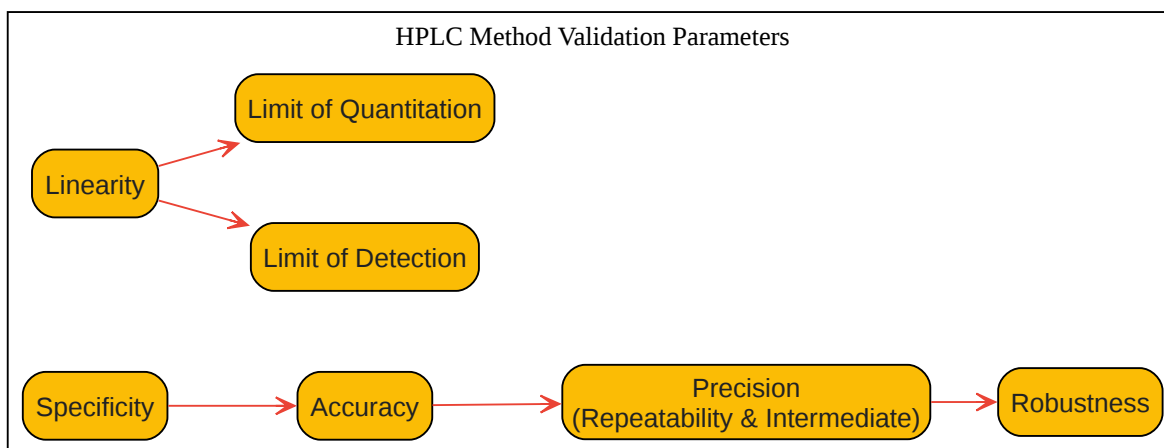 HPLC Method Validation Parameters
Limit of Quantitation
Linearity
Limit of Detection
Specificity
Accuracy
Precision
(Repeatability & Intermediate)
Robustness